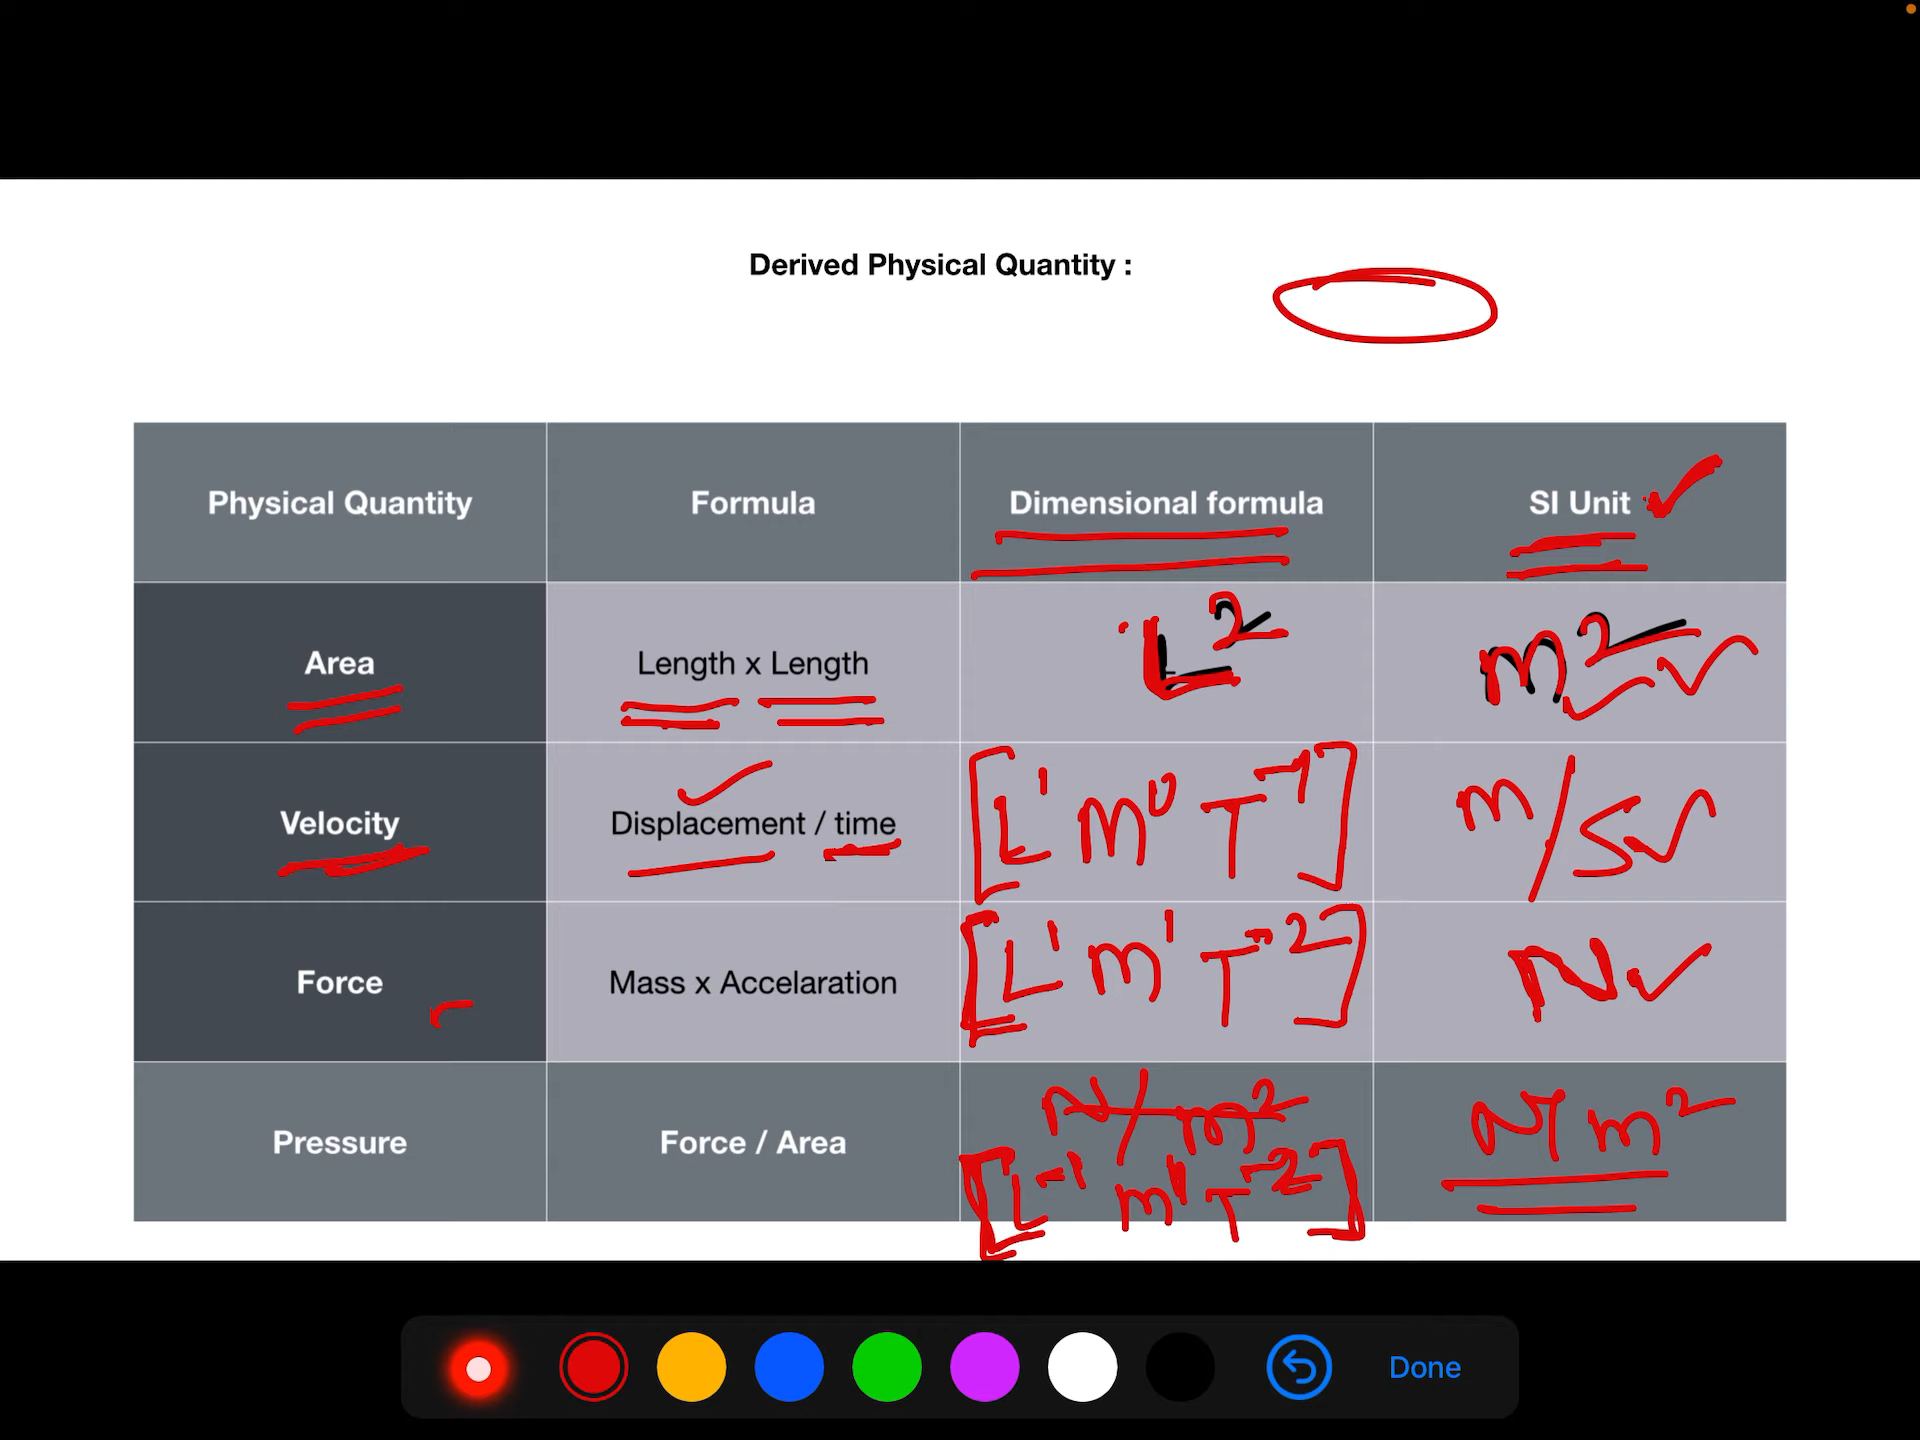 Derived Physical Quantity :
Physical Quantity Formula Dimensional formula SI Unit
Area Length x Length L² m²
Velocity Displacement / time [L¹ M⁰ T⁻¹] m/s
Force Mass x Accelaration [L¹ M¹ T⁻²] N
Pressure Force / Area N/m² N/m²
[L⁻¹ M¹ T⁻²]
Done